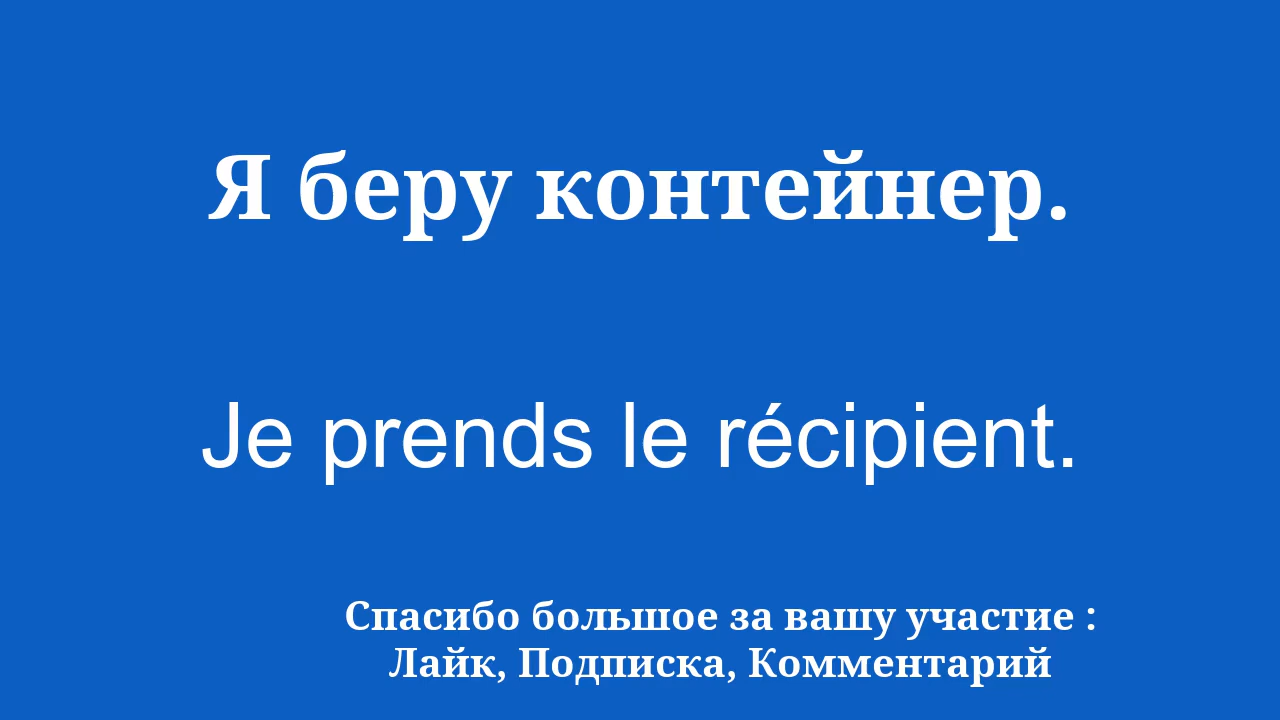 Я беру контейнер.
Je prends le récipient.
Спасибо большое за вашу участие :
Лайк, Подписка, Комментарий